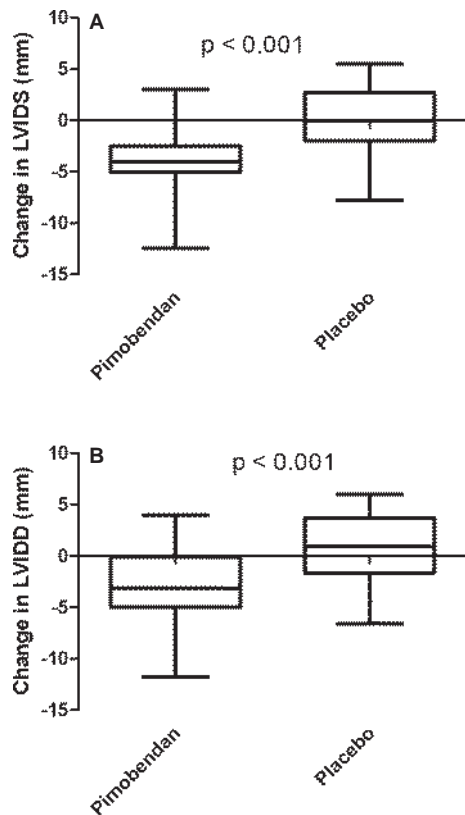 A
p < 0.001
Change in LVIDS (mm)
10
5
0
-5
-10
-15
Pimobendan
Placebo
B
p < 0.001
Change in LVIDD (mm)
10
5
0
-5
-10
-15
Pimobendan
Placebo